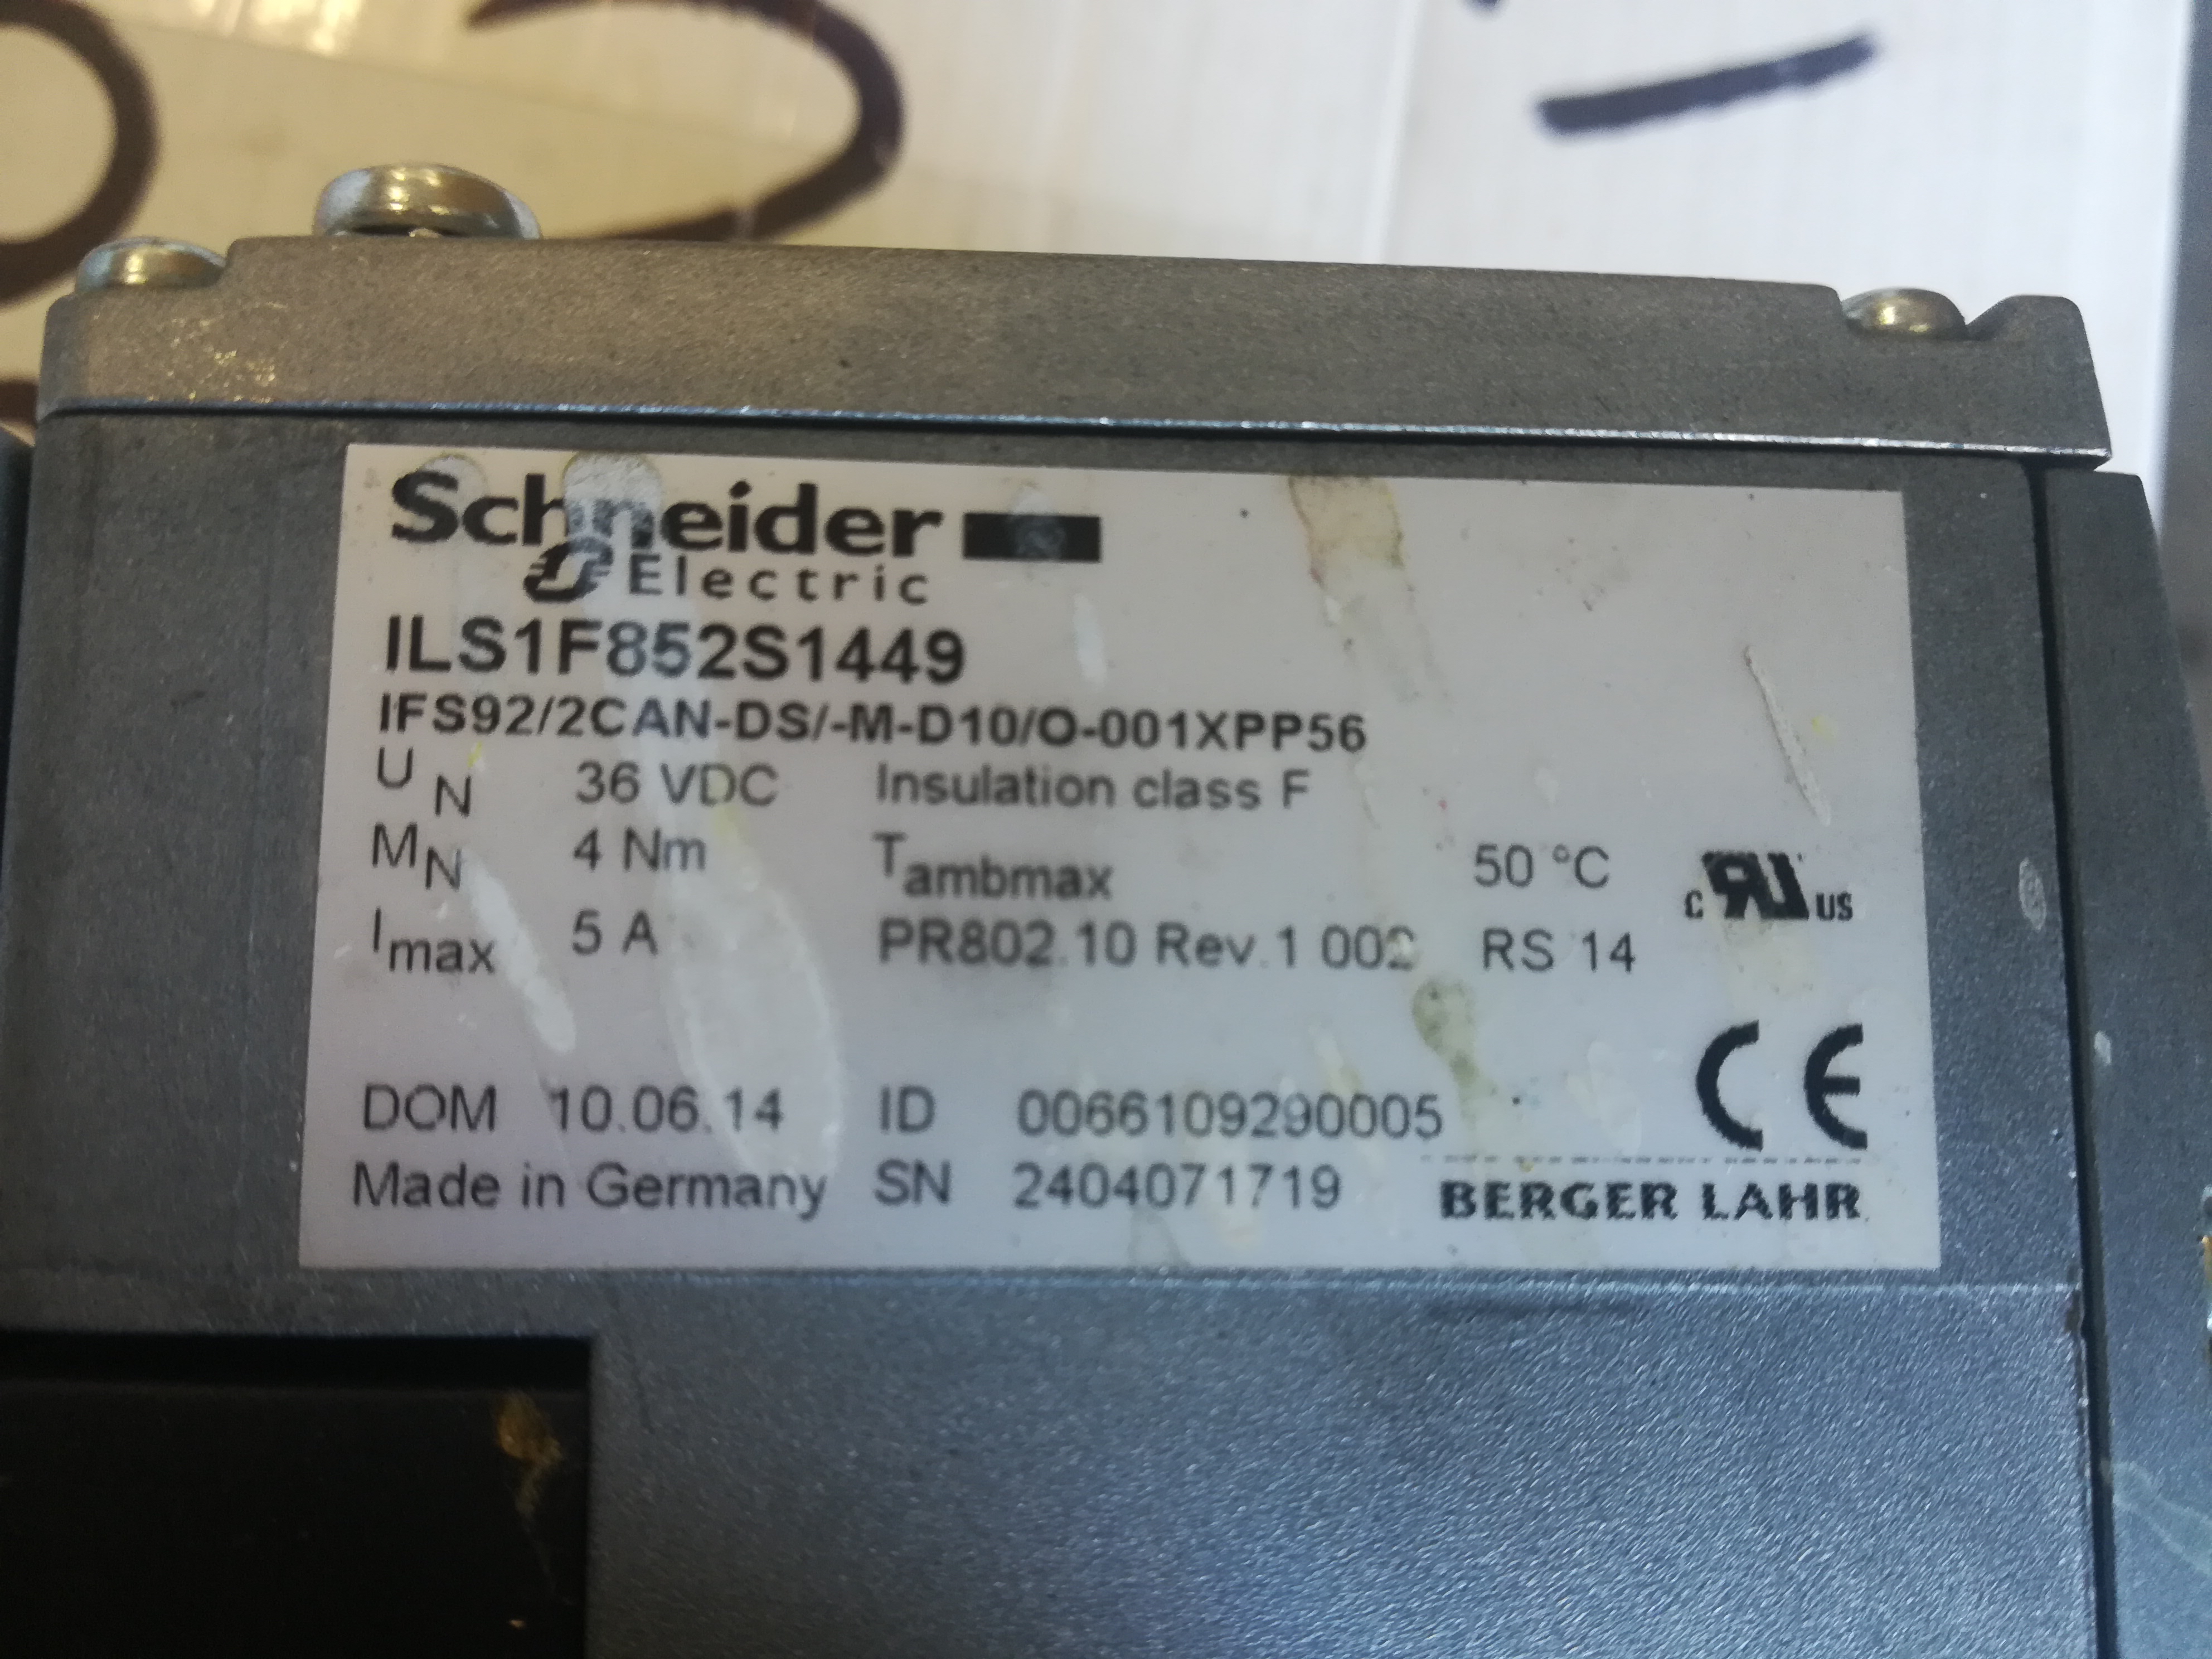 Schneider
Electric
ILS1F852S1449
IFS92/2CAN-DS/-M-D10/O-001XPP56
UN 36 VDC Insulation class F
MN 4 Nm Tambmax 50 °C
c RU US
Imax 5 A PR802.10 Rev.1 002 RS 14
CE
DOM 10.06.14 ID 0066109290005
Made in Germany SN 2404071719
BERGER LAHR